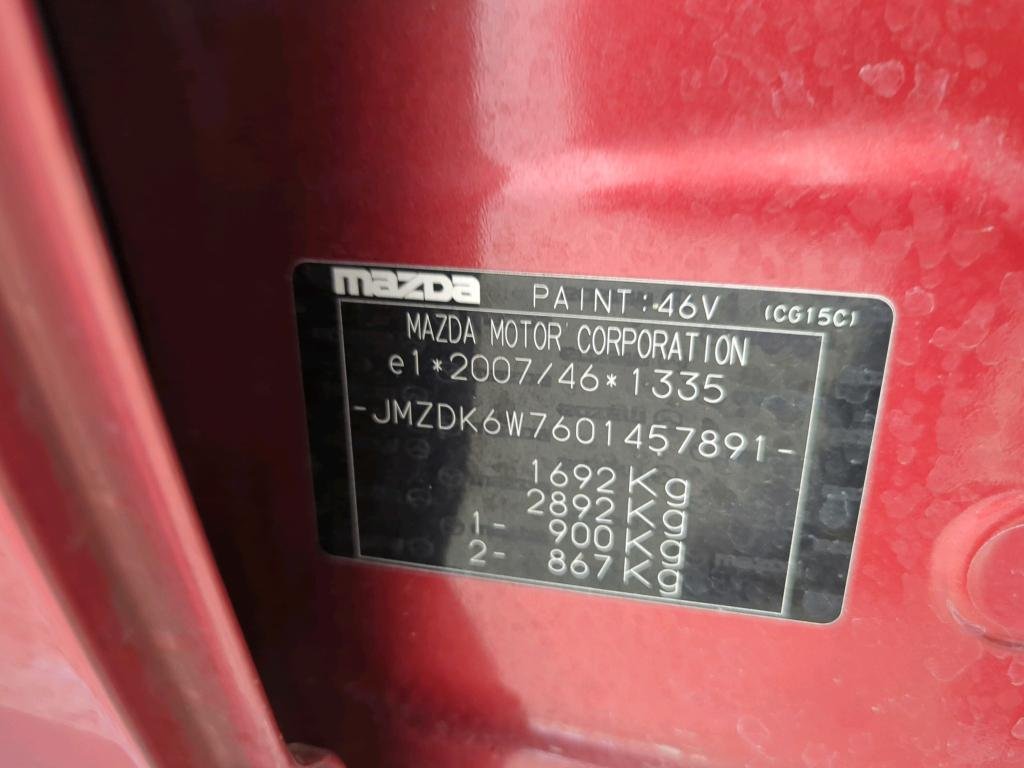 mazda PAINT:46V (CG15C)
MAZDA MOTOR CORPORATION
e1*2007/46*1335
-JMZDK6W7601457891-
1692Kg
2892Kg
1- 900Kg
2- 867Kg